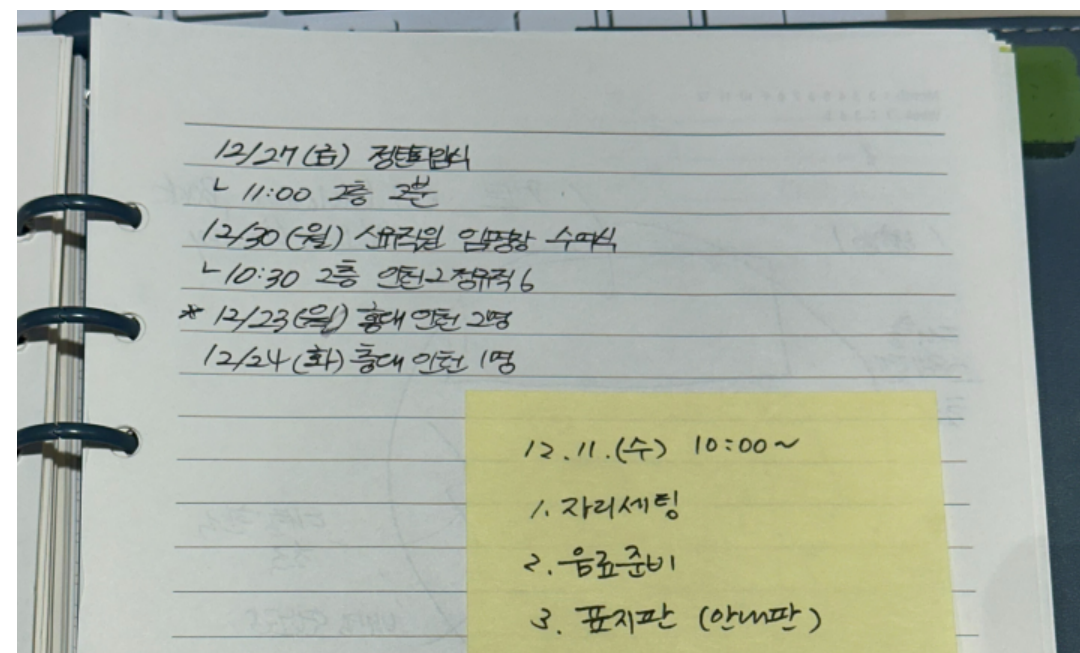 12/27(금) 정년퇴임식
ㄴ 11:00 2층 2분
12/30(월) 신규직원 임명장 수여식
ㄴ 10:30 2층 인턴2 정규직6
* 12/23(월) 홍대 인턴 2명
12/24(화) 홍대 인턴 1명
12.11.(수) 10:00~
1. 자리세팅
2. 음료준비
3. 표지판 (안내판)